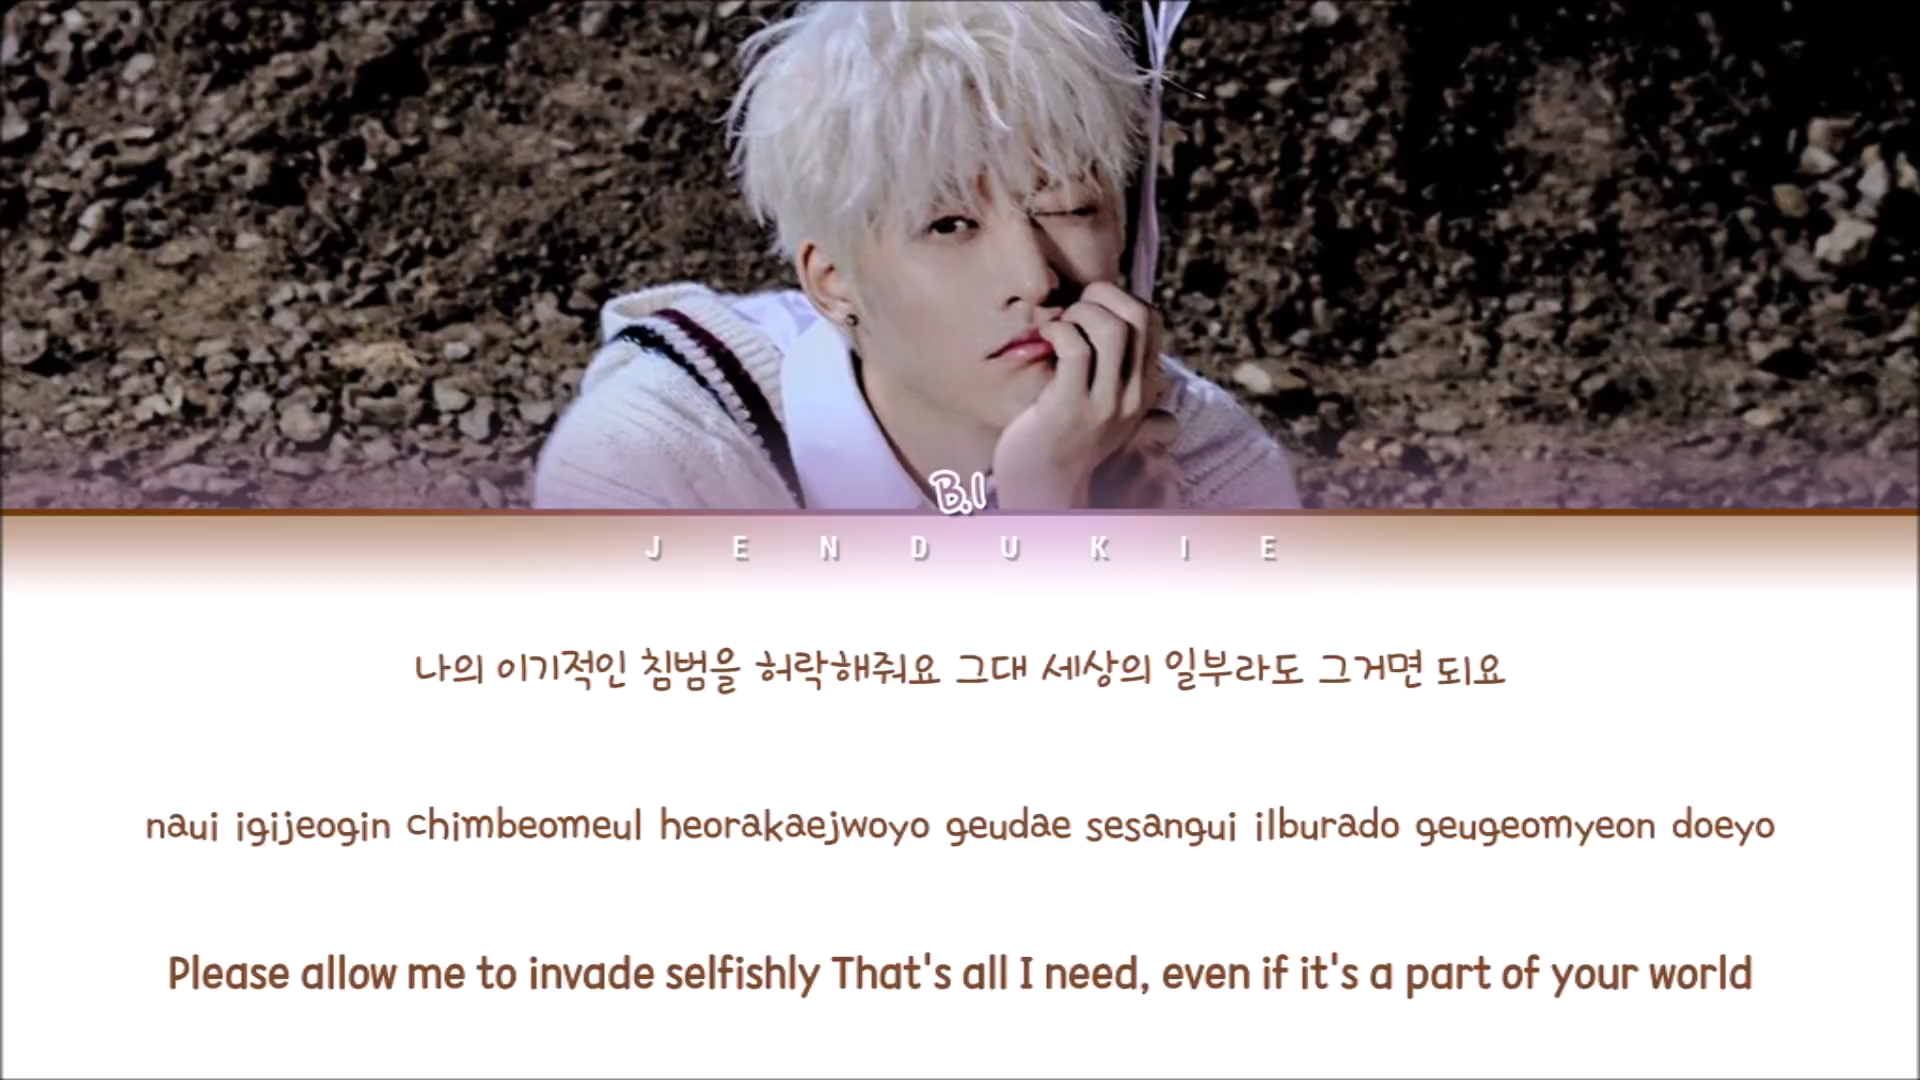 B.I
JENDUKIE
나의 이기적인 침범을 허락해줘요 그대 세상의 일부라도 그거면 되요
naui igijeogin chimbeomeul heorakaejwoyo geudae sesangui ilburado geugeomyeon doeyo
Please allow me to invade selfishly That's all I need, even if it's a part of your world